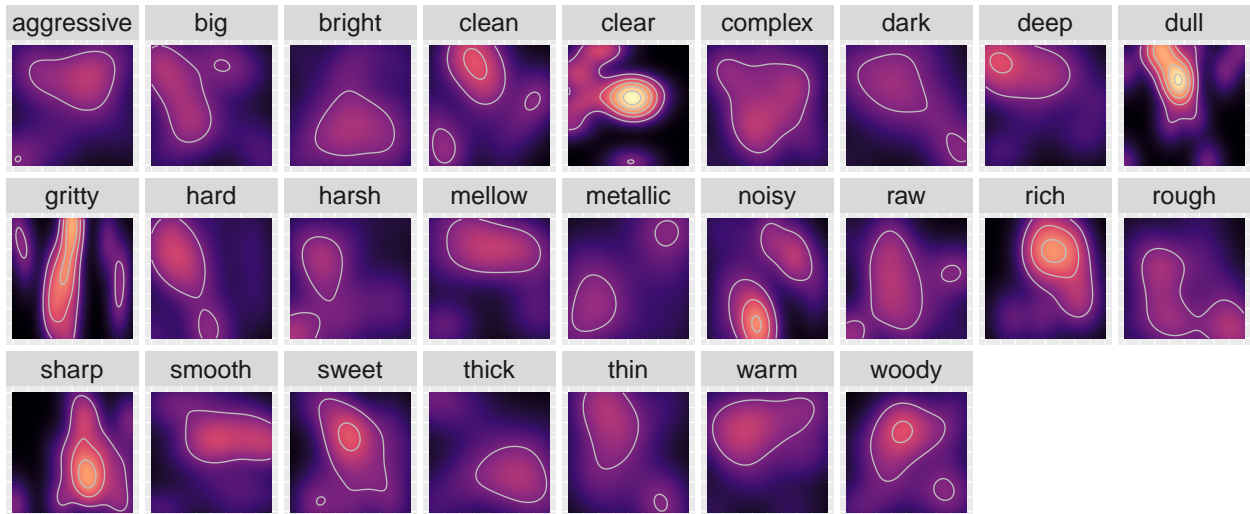 aggressive big bright clean clear complex dark deep dull
gritty hard harsh mellow metallic noisy raw rich rough
sharp smooth sweet thick thin warm woody